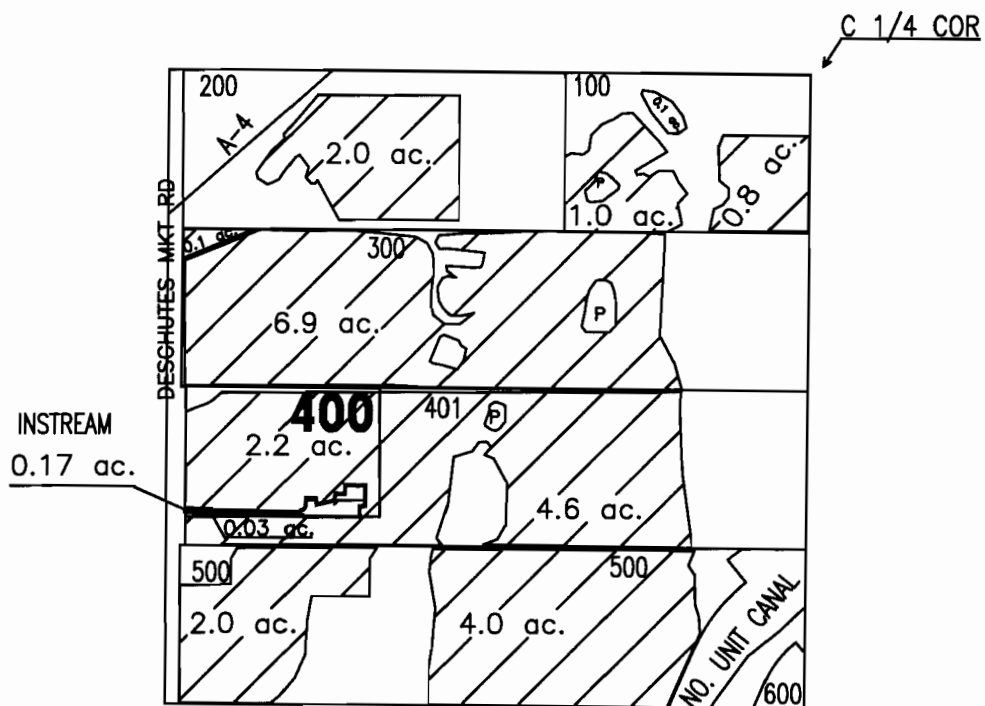 C 1/4 COR
200
100
A-4
0.1 ac.
2.0 ac.
P
1.0 ac.
0.8 ac.
DESCHUTES MKT RD
0.1 ac.
300
6.9 ac.
P
400
401
P
INSTREAM
0.17 ac.
2.2 ac.
4.6 ac.
0.03 ac.
500
500
2.0 ac.
4.0 ac.
NO. UNIT CANAL
600